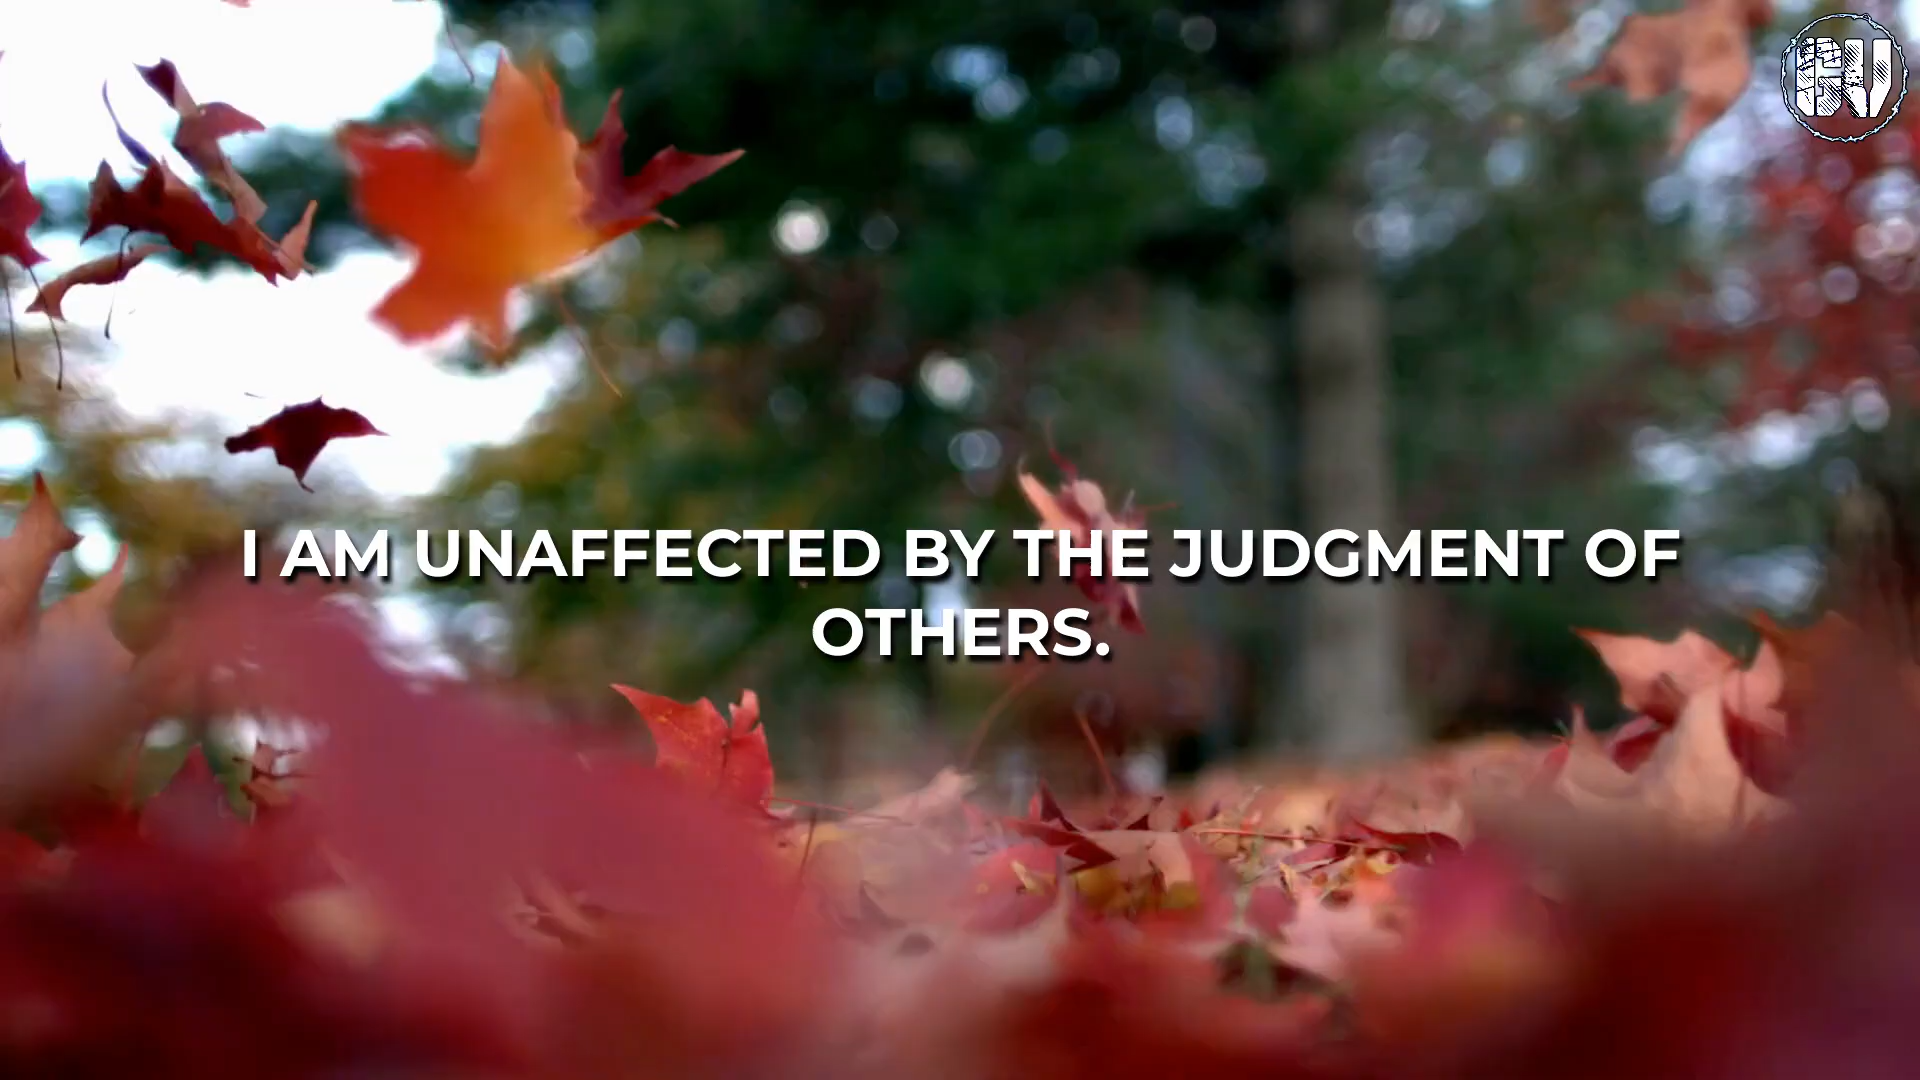 I AM UNAFFECTED BY THE JUDGMENT OF
OTHERS.